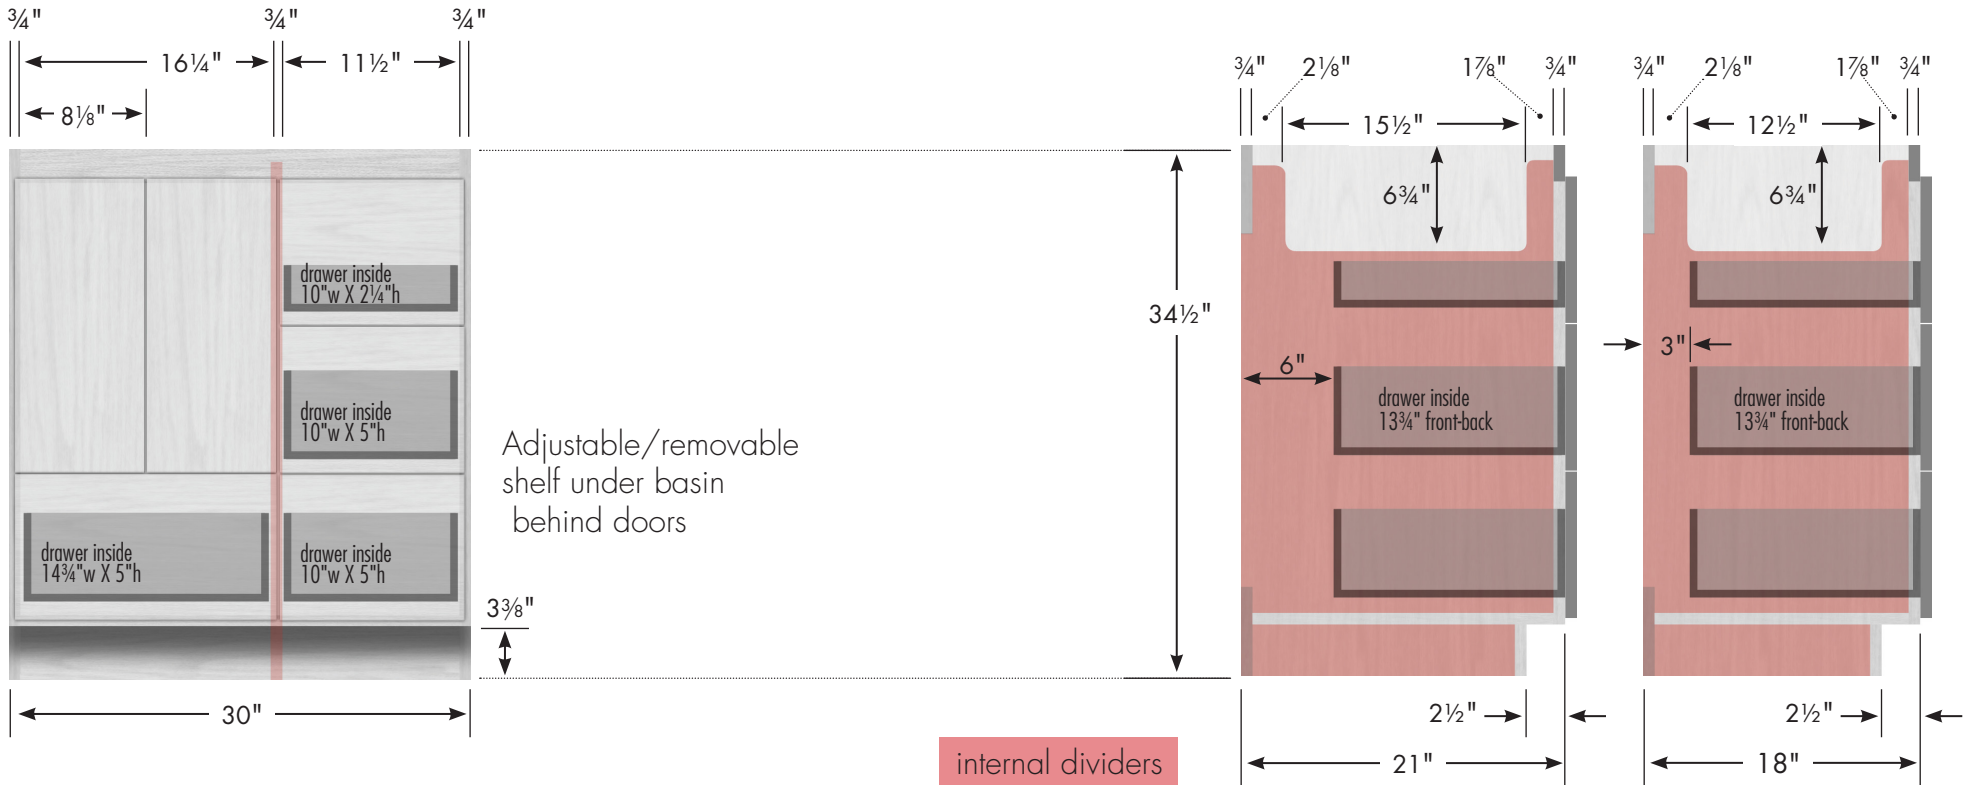 ¾" ¾" ¾"
16¼" 11½"
8⅛"
¾" 2⅛" 1⅞" ¾"
15½"
¾" 2⅛" 1⅞" ¾"
12½"
6¾"
6¾"
drawer inside
10"w X 2¼"h
34½"
3"
6"
drawer inside
10"w X 5"h
drawer inside
13¾" front-back
drawer inside
13¾" front-back
Adjustable/removable
shelf under basin
behind doors
drawer inside
14¾"w X 5"h
drawer inside
10"w X 5"h
3⅜"
30"
2½"
2½"
internal dividers
21"
18"